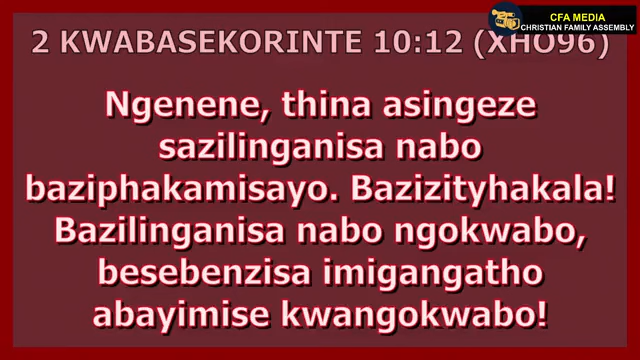 CFA MEDIA
CHRISTIAN FAMILY ASSEMBLY
2 KWABASEKORINTE 10:12 (XHO96)
Ngenene, thina asingeze
sazilinganisa nabo
baziphakamisayo. Bazizityhakala!
Bazilinganisa nabo ngokwabo,
besebenzisa imigangatho
abayimise kwangokwabo!